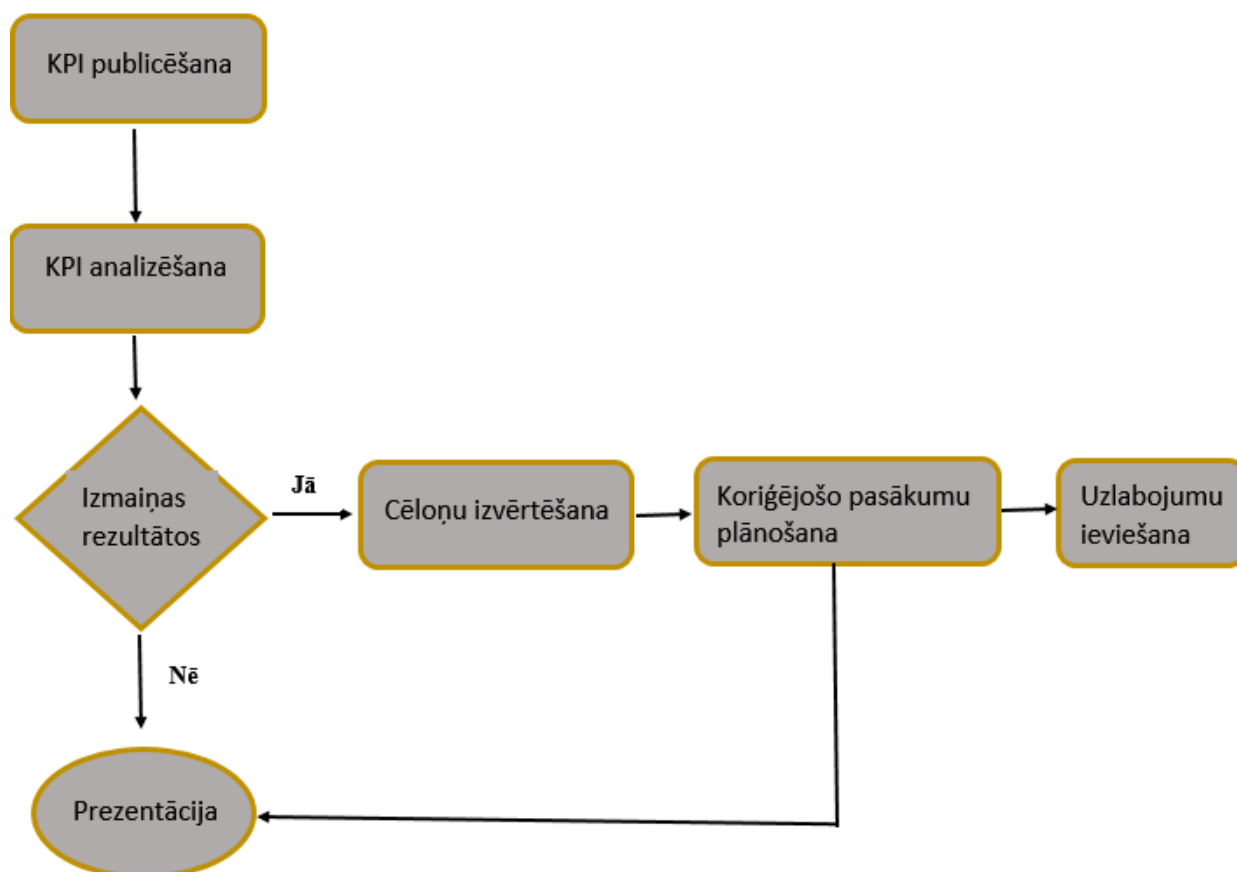 KPI publicēšana
KPI analizēšana
Izmaiņas
rezultātos
Jā
Cēloņu izvērtēšana
Koriģējošo pasākumu
plānošana
Uzlabojumu
ieviešana
Nē
Prezentācija